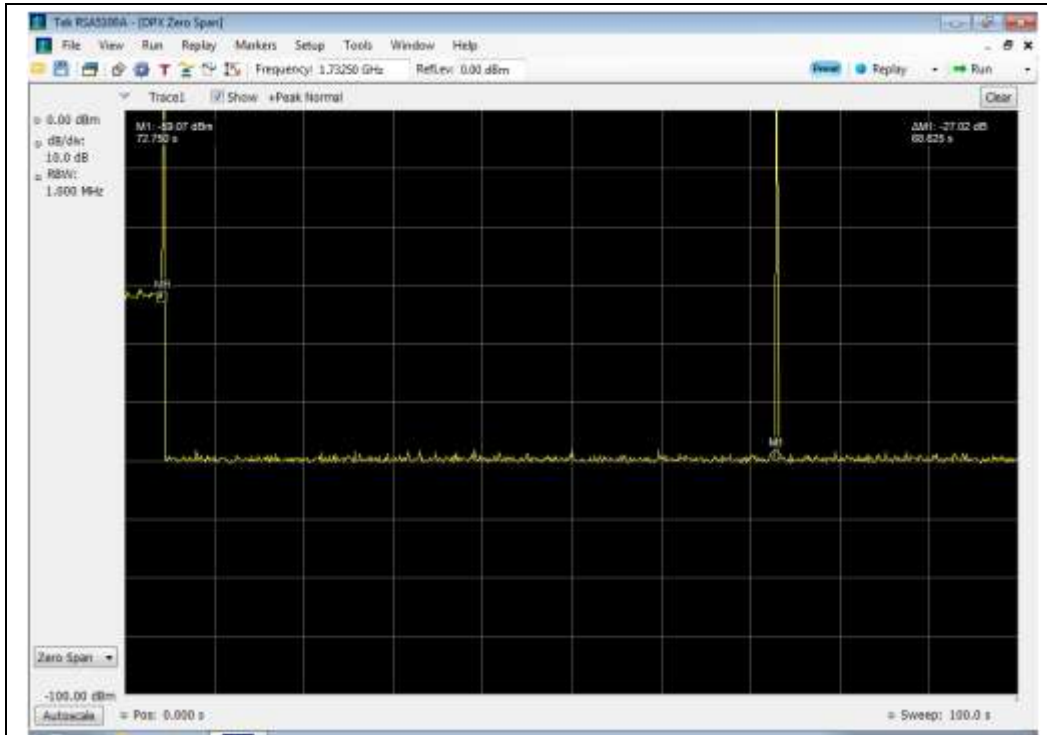 Tek RSA5106A - [DPX Zero Span]
File View Run Replay Markers Setup Tools Window Help
Frequency: 1.73250 GHz RefLev: 0.00 dBm Preset Replay Run
Trace1 Show +Peak Normal Clear
0.00 dBm
dB/div:
10.0 dB
RBW:
1.000 MHz
M1: -59.07 dBm
72.750 s
ΔM1: -27.02 dB
68.625 s
MR
M1
Zero Span
-100.00 dBm
Autoscale Pos: 0.000 s Sweep: 100.0 s